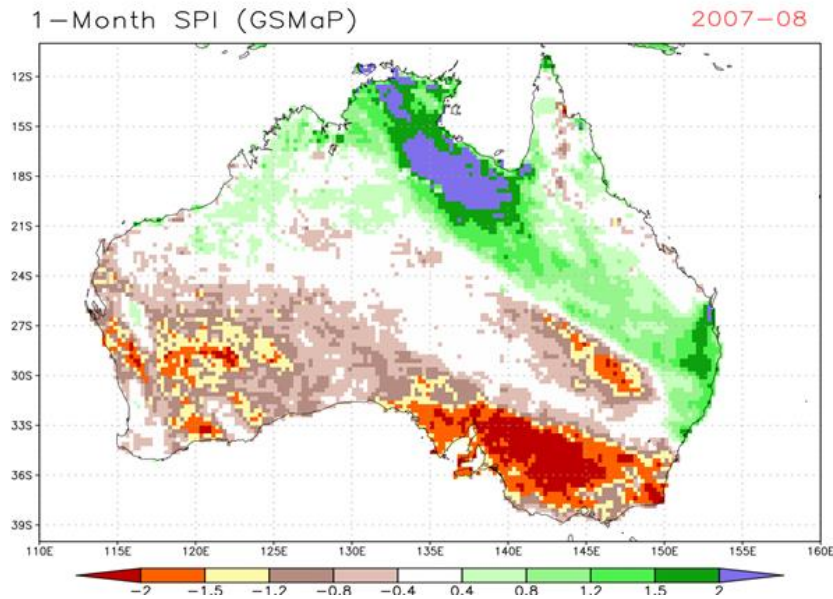 1-Month SPI (GSMaP) 2007-08
12S
15S
18S
21S
24S
27S
30S
33S
36S
39S
110E 115E 120E 125E 130E 135E 140E 145E 150E 155E 160E
-2 -1.5 -1.2 -0.8 -0.4 0.4 0.8 1.2 1.5 2